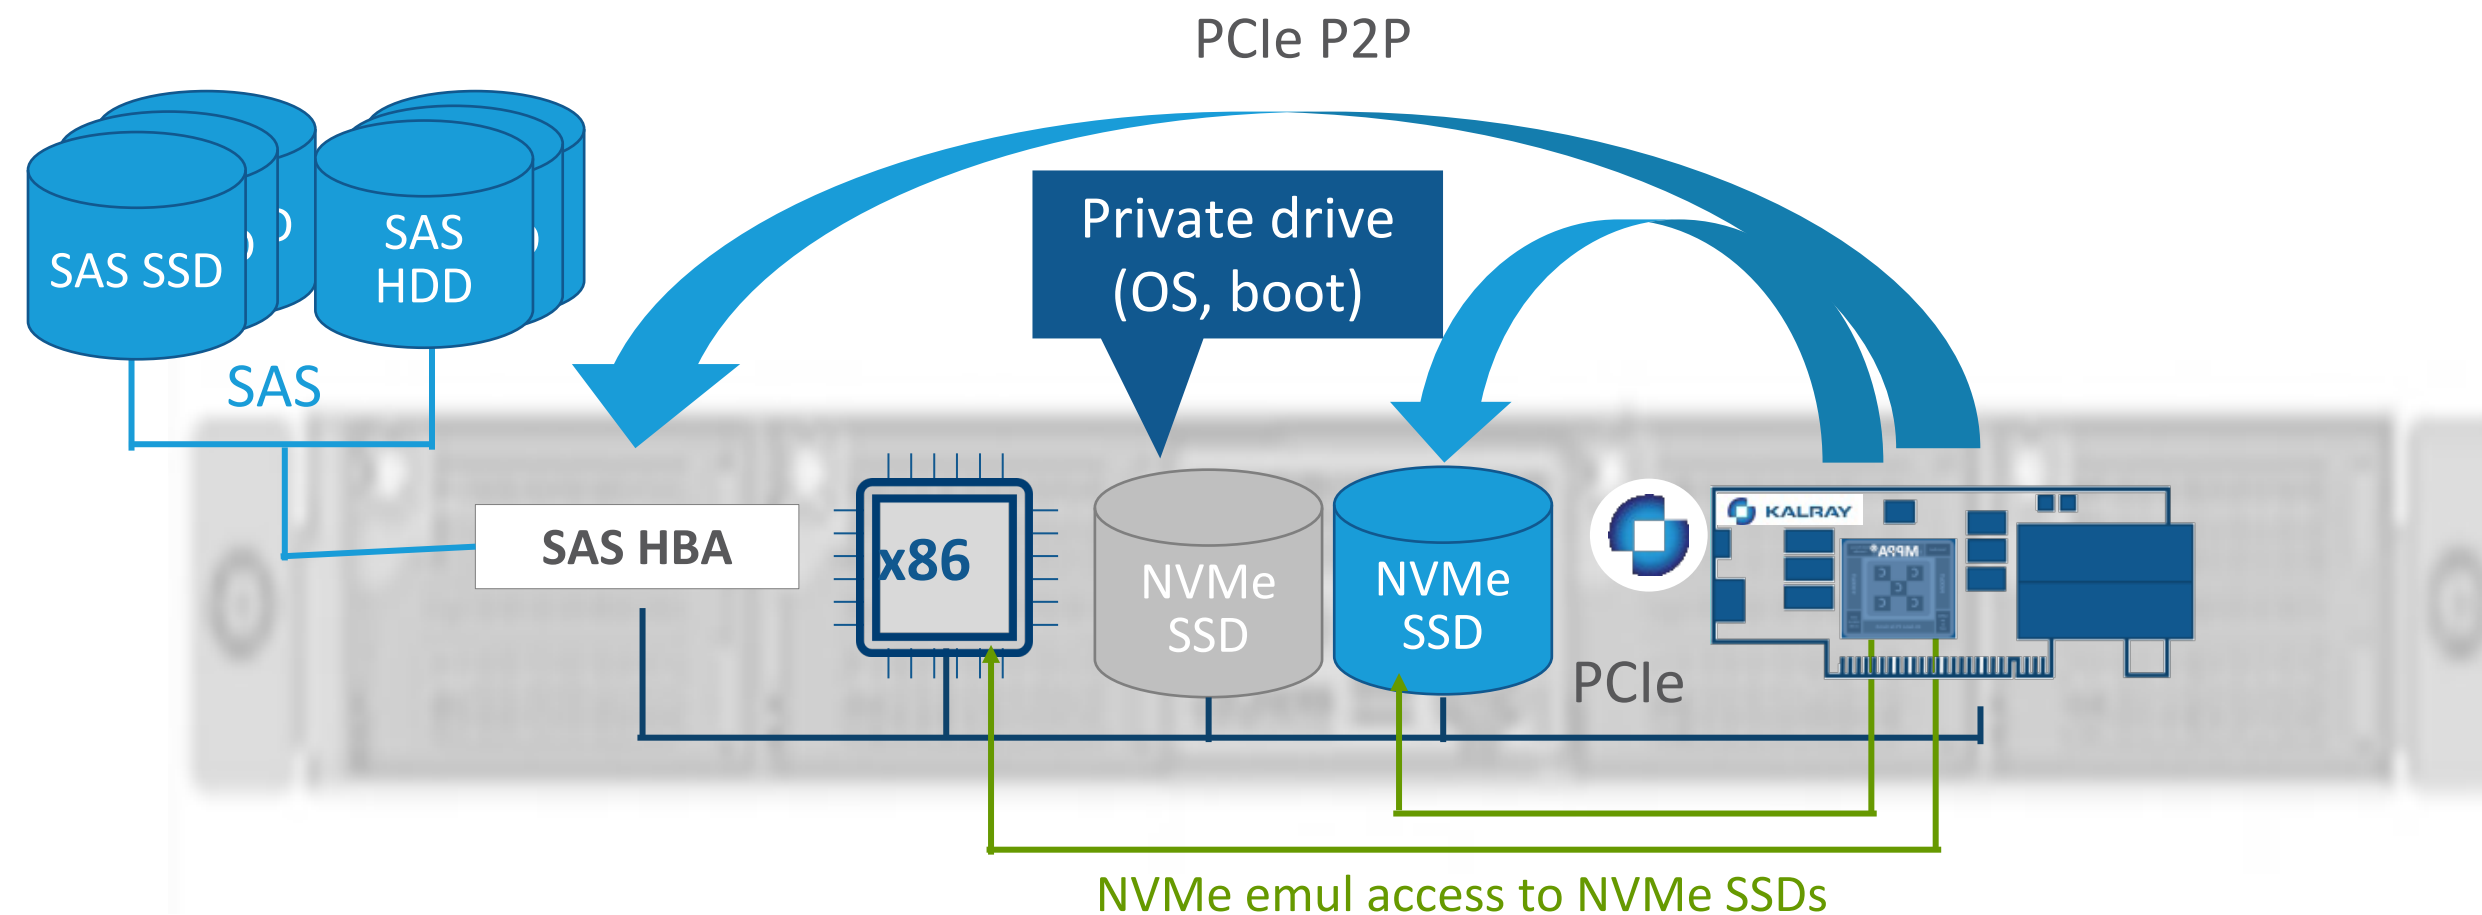 PCIe P2P
Private drive
(OS, boot)
SAS SSD
D
D
SAS
HDD
D
SAS
SAS HBA
x86
NVMe
SSD
NVMe
SSD
PCIe
KALRAY
MPPA®
NVMe emul access to NVMe SSDs